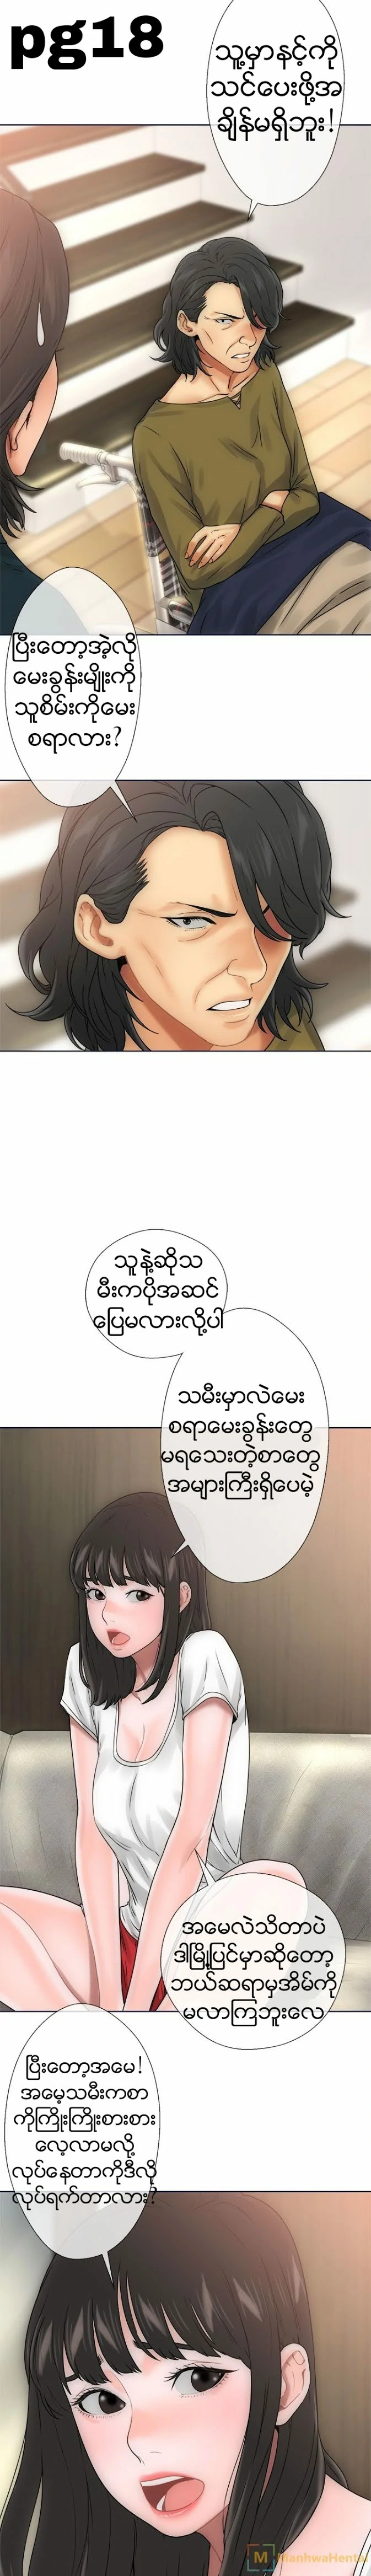 pg18
သူ့မှာနင့်ကို
သင်ပေးဖို့အ
ချိန်မရှိဘူး!
ပြီးတော့အဲ့လို
မေးခွန်းမျိုးကို
သူစိမ်းကိုမေး
စရာလား?
သူနဲ့ဆိုသ
မီးကပိုအဆင်
ပြေမလားလို့ပါ
သမီးမှာလဲမေး
စရာမေးခွန်းတွေ
မရသေးတဲ့စာတွေ
အများကြီးရှိပေမဲ့
အမေလဲသိတာပဲ
ဒါမြို့ပြင်မှာဆိုတော့
ဘယ်ဆရာမှအိမ်ကို
မလာကြဘူးလေ
ပြီးတော့အမေ!
အမေ့သမီးကစာ
ကိုကြိုးကြိုးစားစား
လေ့လာမလို့
လုပ်နေတာကိုဒီလို
လုပ်ရက်တာလား?
M ManhwaHentai